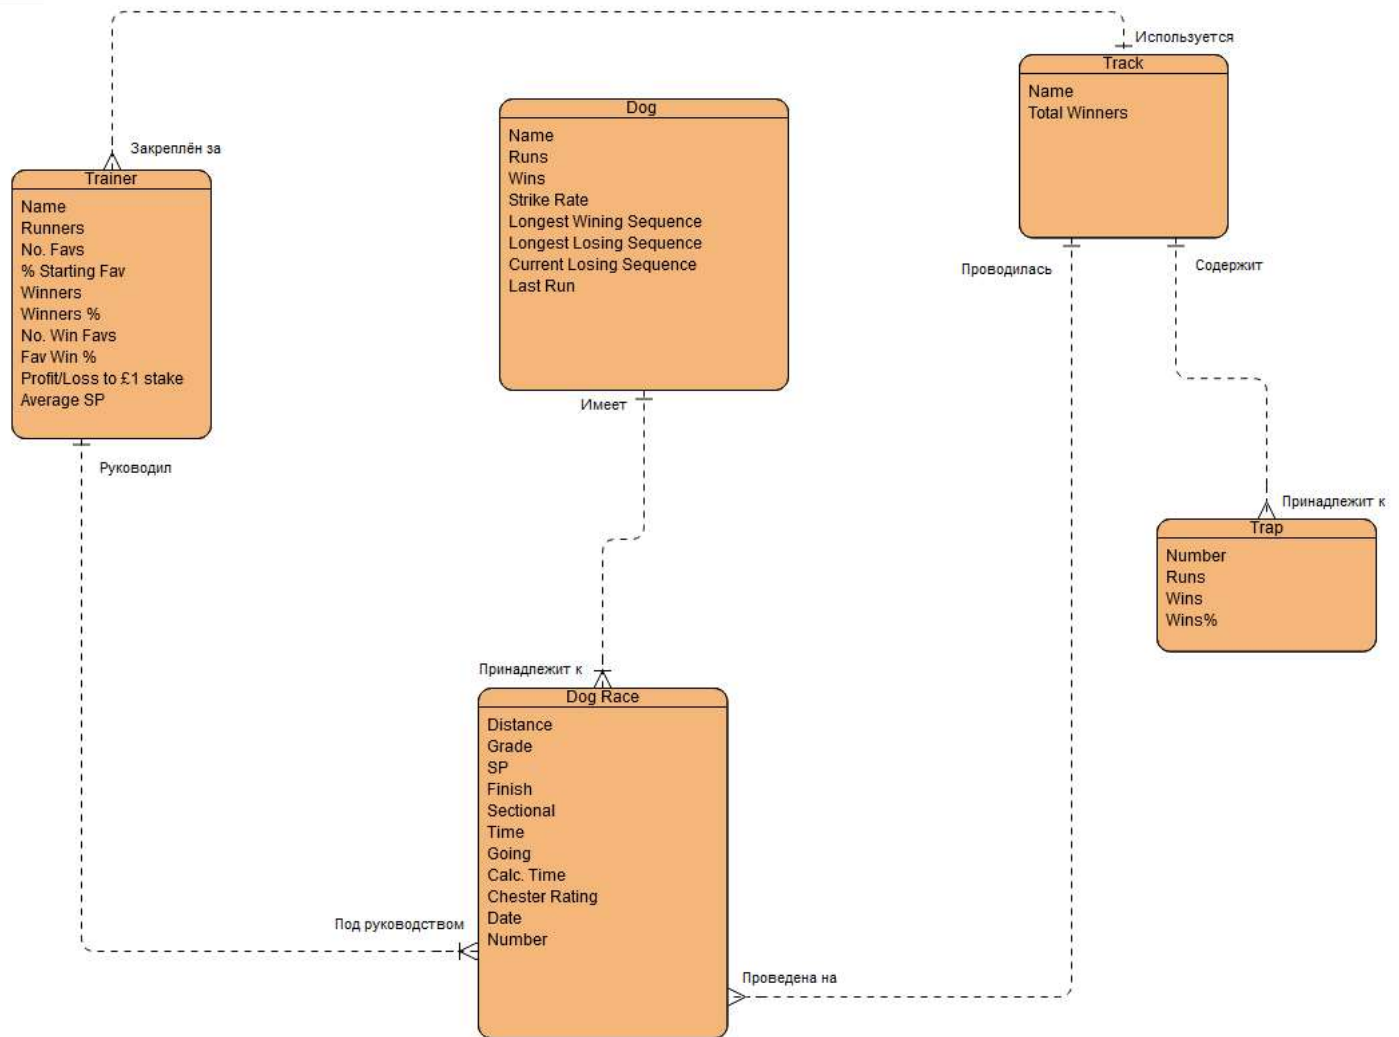 Используется
Track
Name
Total Winners
Dog
Name
Runs
Wins
Strike Rate
Longest Wining Sequence
Longest Losing Sequence
Current Losing Sequence
Last Run
Закреплён за
Trainer
Name
Runners
No. Favs
% Starting Fav
Winners
Winners %
No. Win Favs
Fav Win %
Profit/Loss to £1 stake
Average SP
Проводилась
Содержит
Имеет
Руководил
Принадлежит к
Trap
Number
Runs
Wins
Wins%
Принадлежит к
Dog Race
Distance
Grade
SP
Finish
Sectional
Time
Going
Calc. Time
Chester Rating
Date
Number
Под руководством
Проведена на